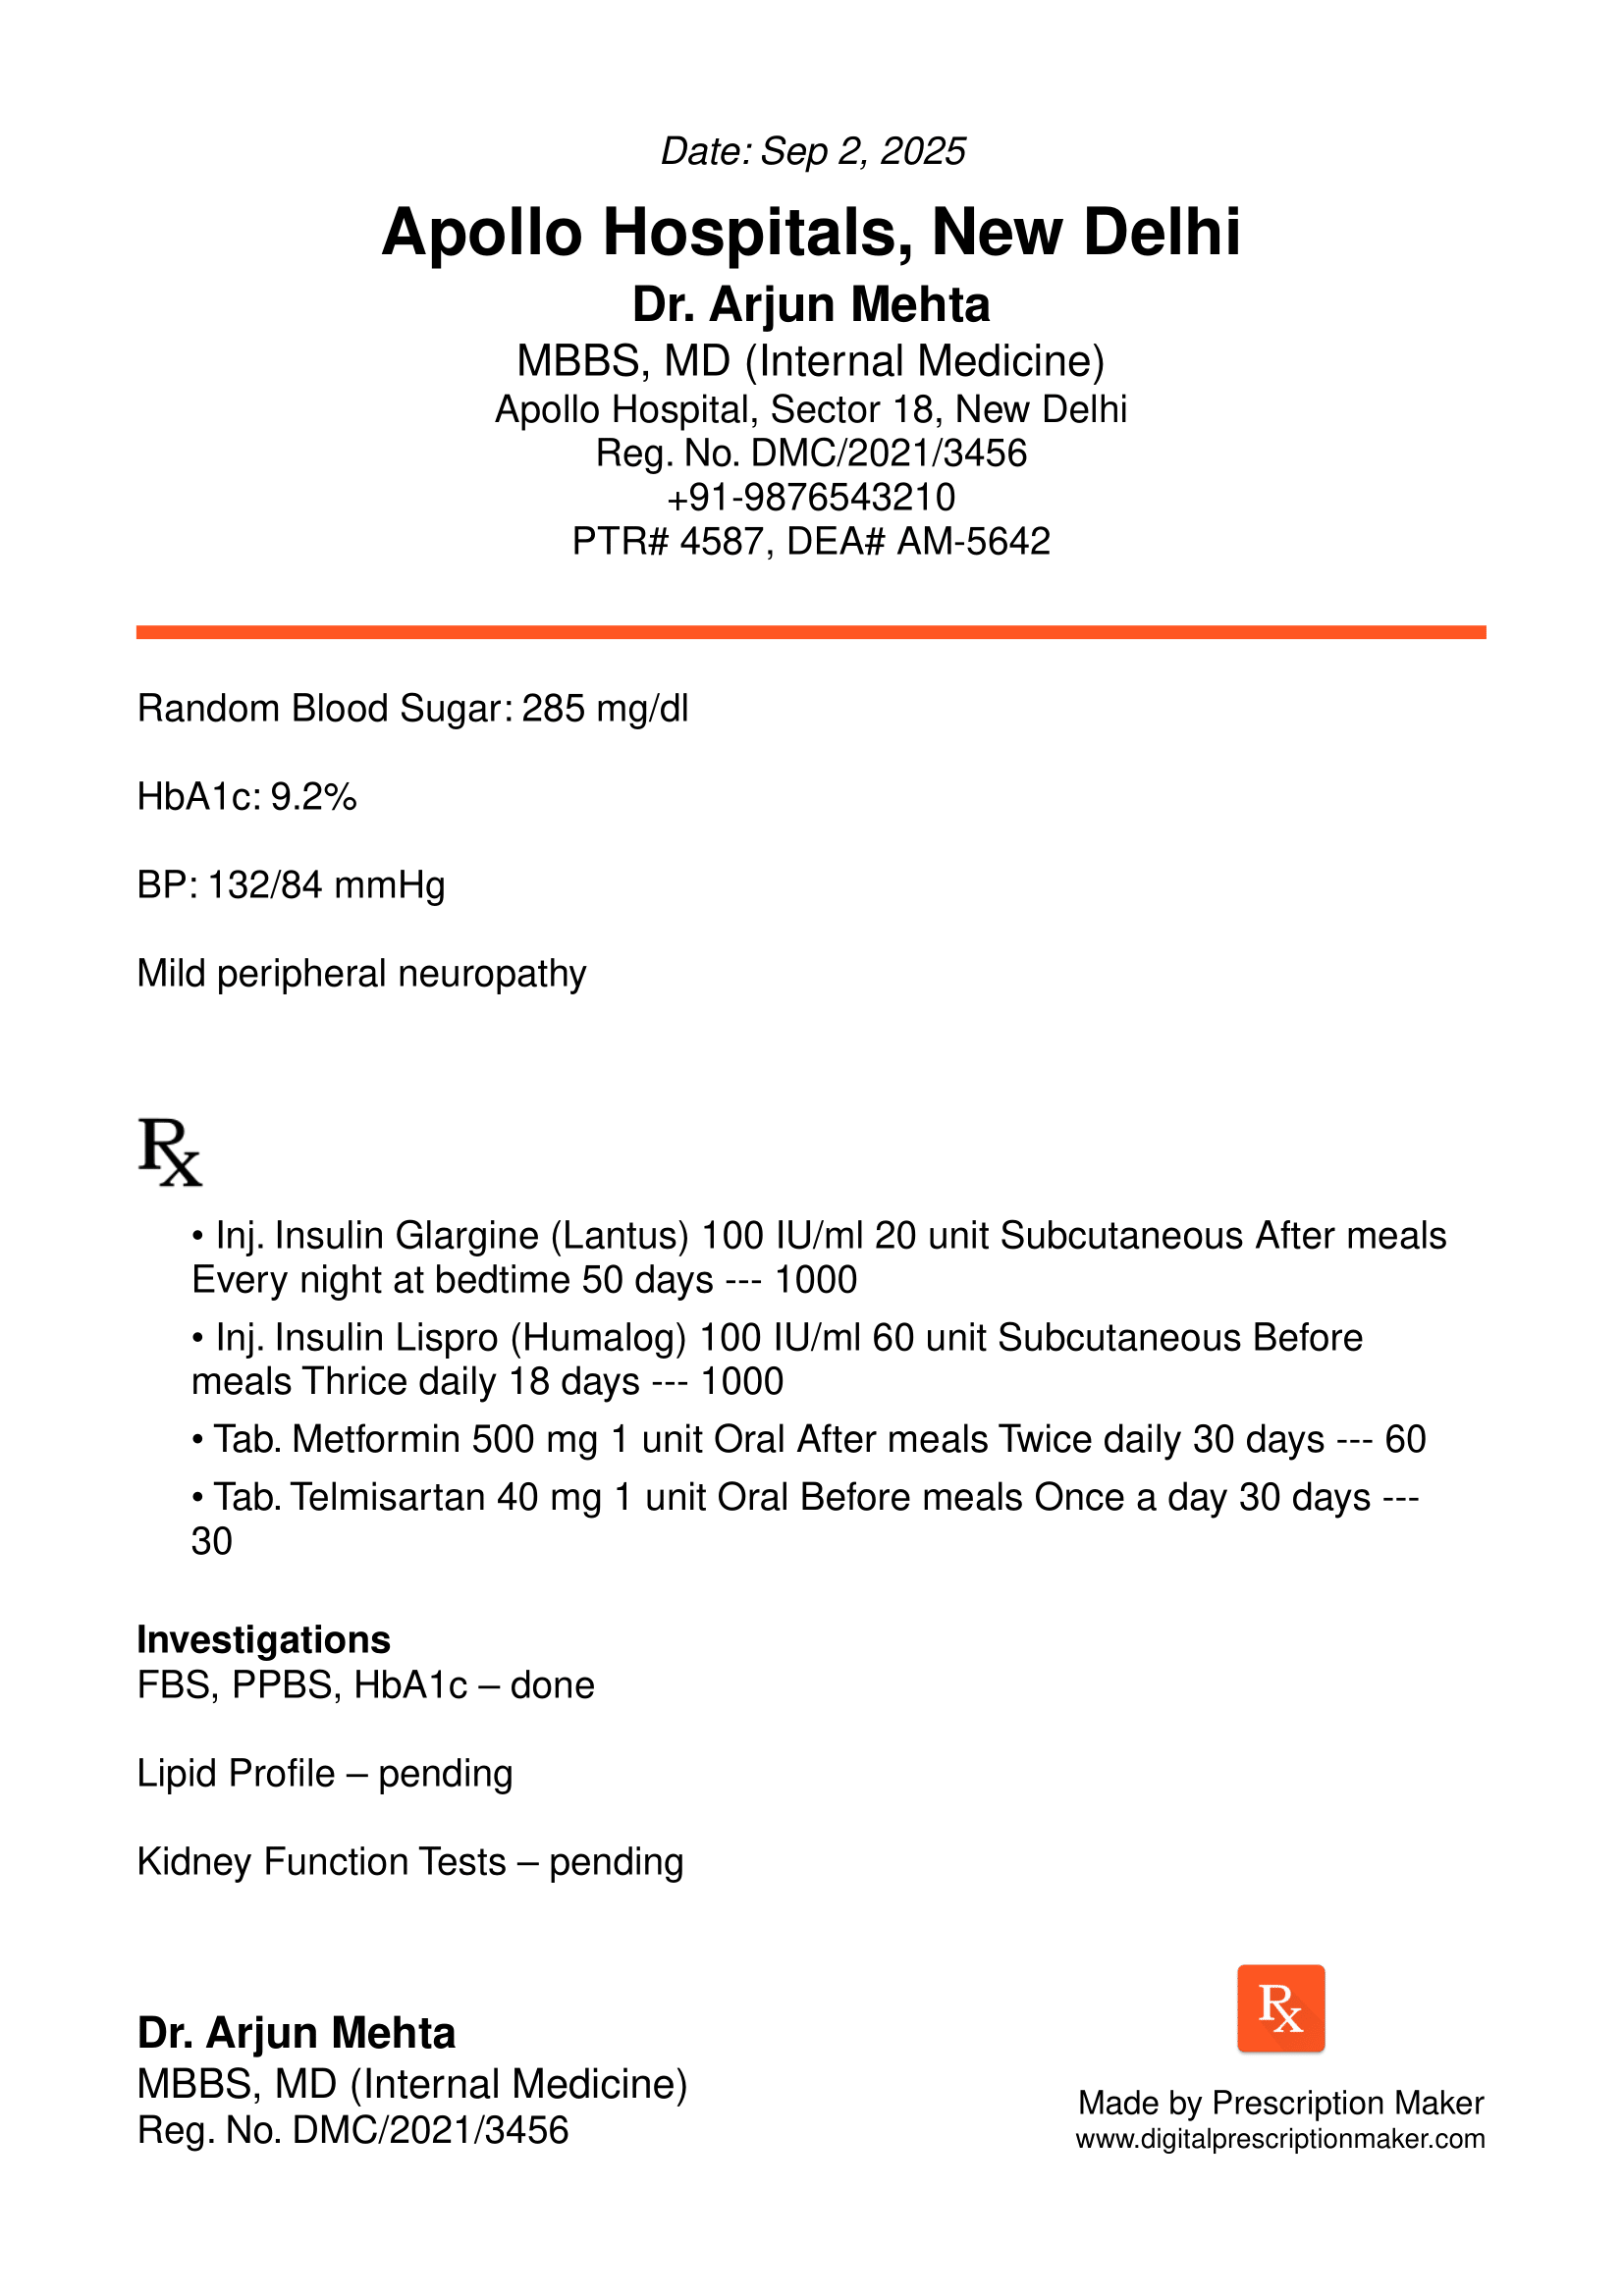 Date: Sep 2, 2025
Apollo Hospitals, New Delhi
Dr. Arjun Mehta
MBBS, MD (Internal Medicine)
Apollo Hospital, Sector 18, New Delhi
Reg. No. DMC/2021/3456
+91-9876543210
PTR# 4587, DEA# AM-5642
Random Blood Sugar: 285 mg/dl
HbA1c: 9.2%
BP: 132/84 mmHg
Mild peripheral neuropathy
Rx
• Inj. Insulin Glargine (Lantus) 100 IU/ml 20 unit Subcutaneous After meals
Every night at bedtime 50 days --- 1000
• Inj. Insulin Lispro (Humalog) 100 IU/ml 60 unit Subcutaneous Before
meals Thrice daily 18 days --- 1000
• Tab. Metformin 500 mg 1 unit Oral After meals Twice daily 30 days --- 60
• Tab. Telmisartan 40 mg 1 unit Oral Before meals Once a day 30 days ---
30
Investigations
FBS, PPBS, HbA1c – done
Lipid Profile – pending
Kidney Function Tests – pending
Dr. Arjun Mehta
MBBS, MD (Internal Medicine)
Reg. No. DMC/2021/3456
Rx
Made by Prescription Maker
www.digitalprescriptionmaker.com